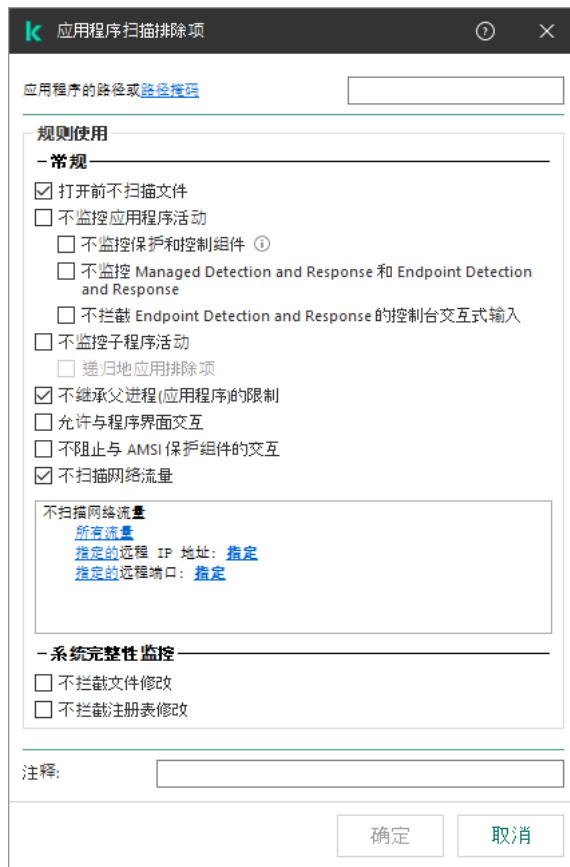 应用程序扫描排除项
应用程序的路径或路径掩码
规则使用
常规
打开前不扫描文件
不监控应用程序活动
不监控保护和控制组件
不监控 Managed Detection and Response 和 Endpoint Detection
and Response
不拦截 Endpoint Detection and Response 的控制台交互式输入
不监控子程序活动
递归地应用排除项
不继承父进程(应用程序)的限制
允许与程序界面交互
不阻止与 AMSI 保护组件的交互
不扫描网络流量
不扫描网络流量
所有流量
指定的远程 IP 地址: 指定
指定的远程端口: 指定
系统完整性监控
不拦截文件修改
不拦截注册表修改
注释:
确定 取消